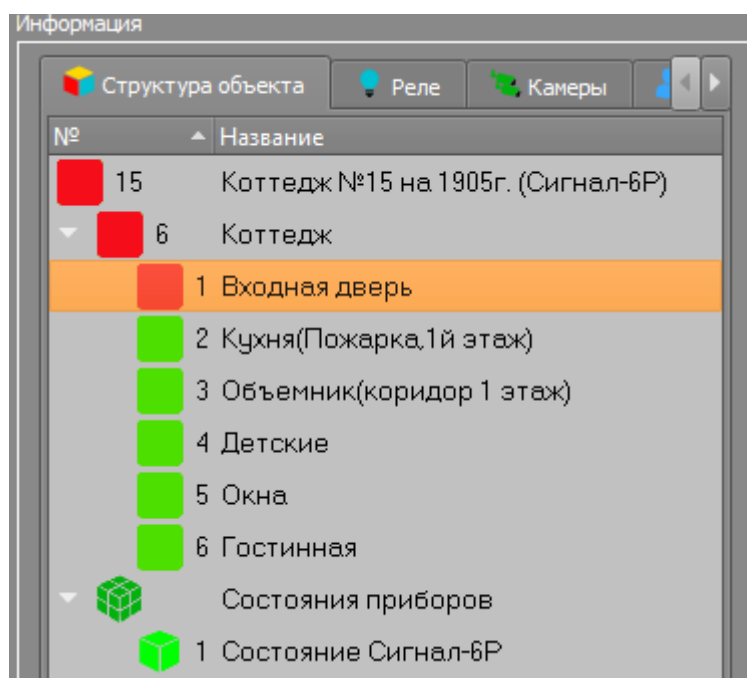 Информация
Структура объекта Реле Камеры
№ Название
15 Коттедж №15 на 1905г. (Сигнал-6Р)
6 Коттедж
1 Входная дверь
2 Кухня(Пожарка,1й этаж)
3 Объемник(коридор 1 этаж)
4 Детские
5 Окна
6 Гостинная
Состояния приборов
1 Состояние Сигнал-6Р